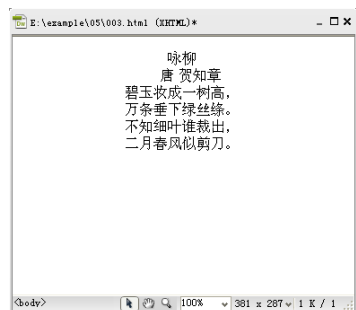 E:\example\05\003.html (XHTML)*
咏柳
唐 贺知章
碧玉妆成一树高，
万条垂下绿丝绦。
不知细叶谁裁出，
二月春风似剪刀。
<body> 100% 381 x 287 1 K / 1